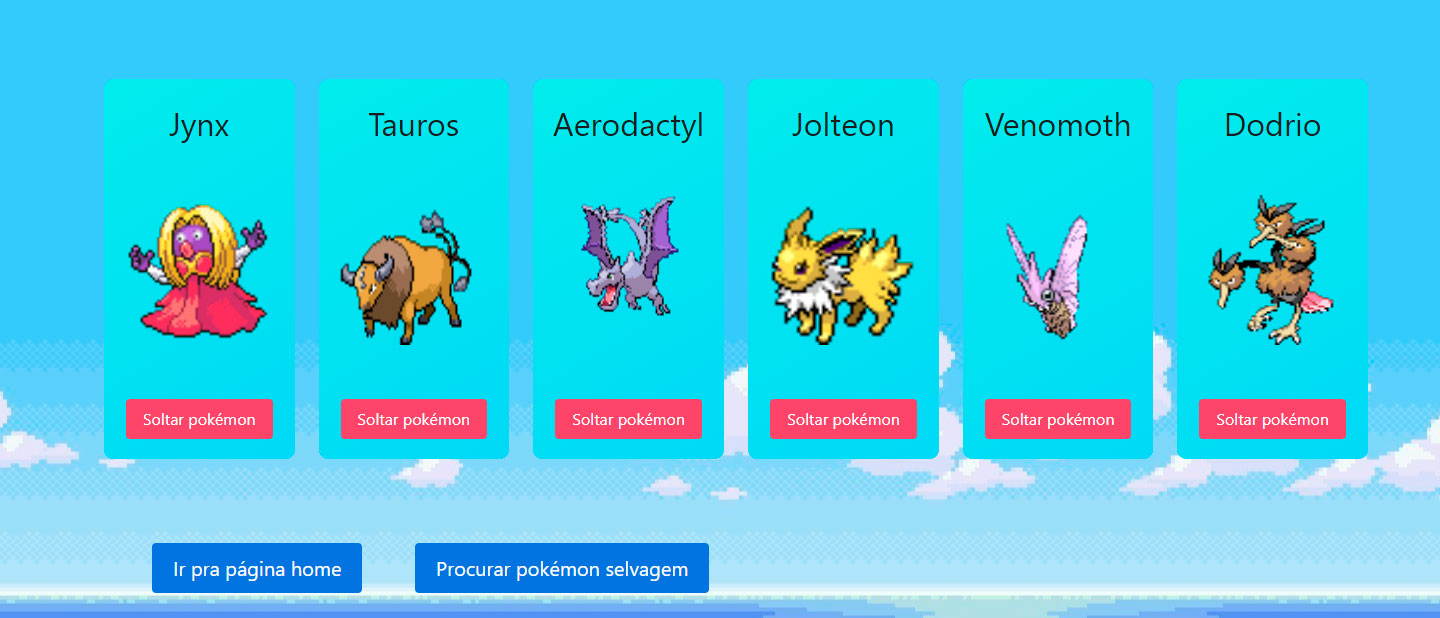 Jynx
Tauros
Aerodactyl
Jolteon
Venomoth
Dodrio
Soltar pokémon
Soltar pokémon
Soltar pokémon
Soltar pokémon
Soltar pokémon
Soltar pokémon
Ir pra página home
Procurar pokémon selvagem